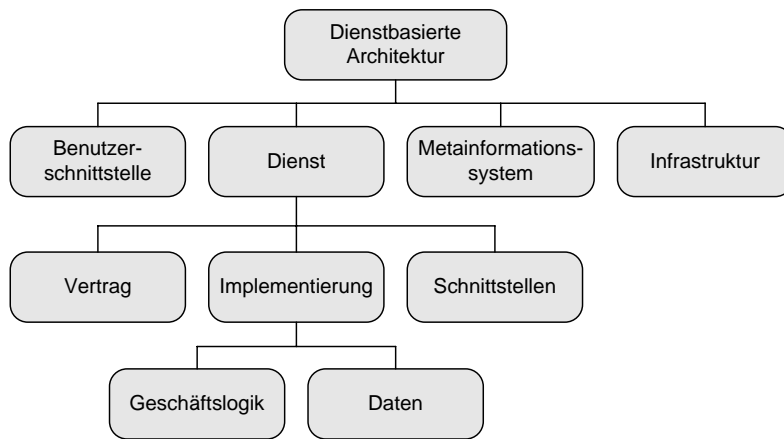 Dienstbasierte
Architektur
Benutzer-
schnittstelle
Dienst
Metainformations-
system
Infrastruktur
Vertrag
Implementierung
Schnittstellen
Geschäftslogik
Daten